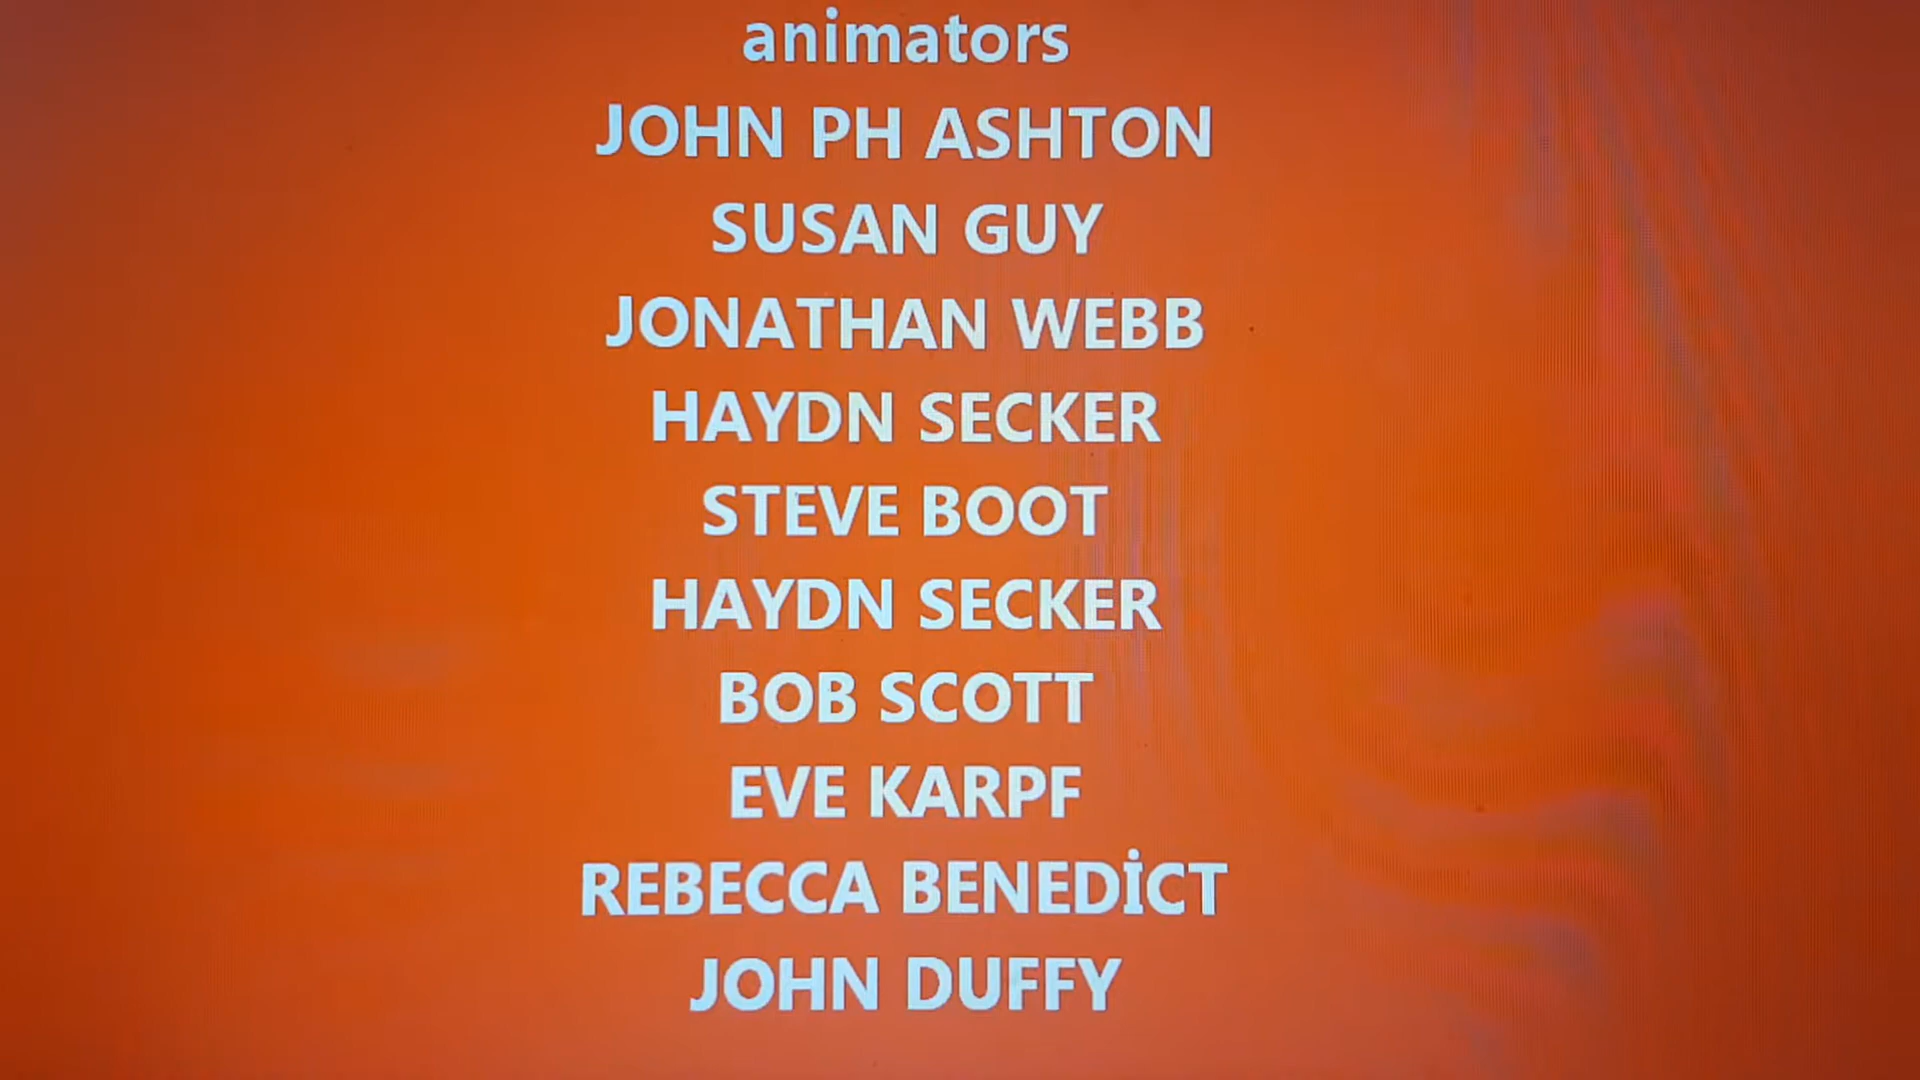 animators
JOHN PH ASHTON
SUSAN GUY
JONATHAN WEBB
HAYDN SECKER
STEVE BOOT
HAYDN SECKER
BOB SCOTT
EVE KARPF
REBECCA BENEDİCT
JOHN DUFFY